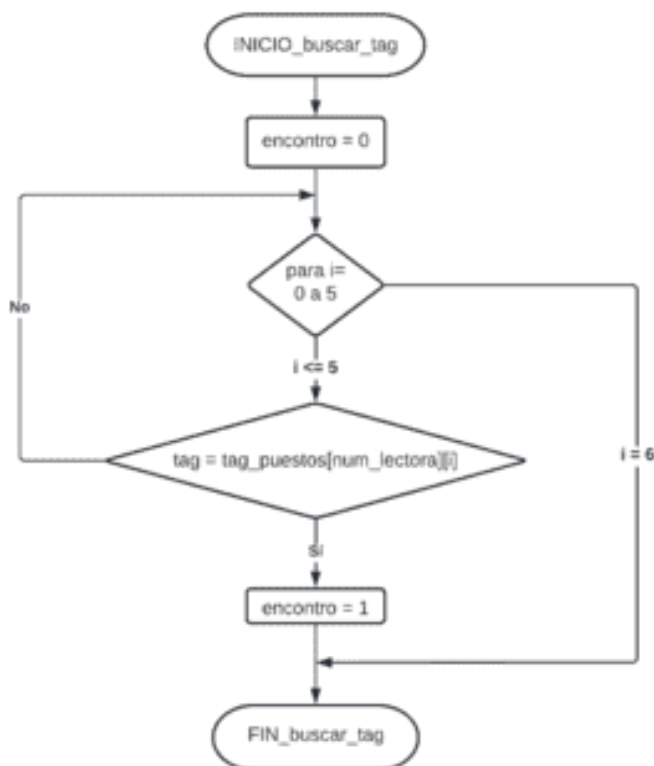 iNICIO_buscar_tag
encontro = 0
para i=
0 a 5
No
i <= 5
tag = tag_puestos[num_lectora][i]
i = 6
Si
encontro = 1
FIN_buscar_tag